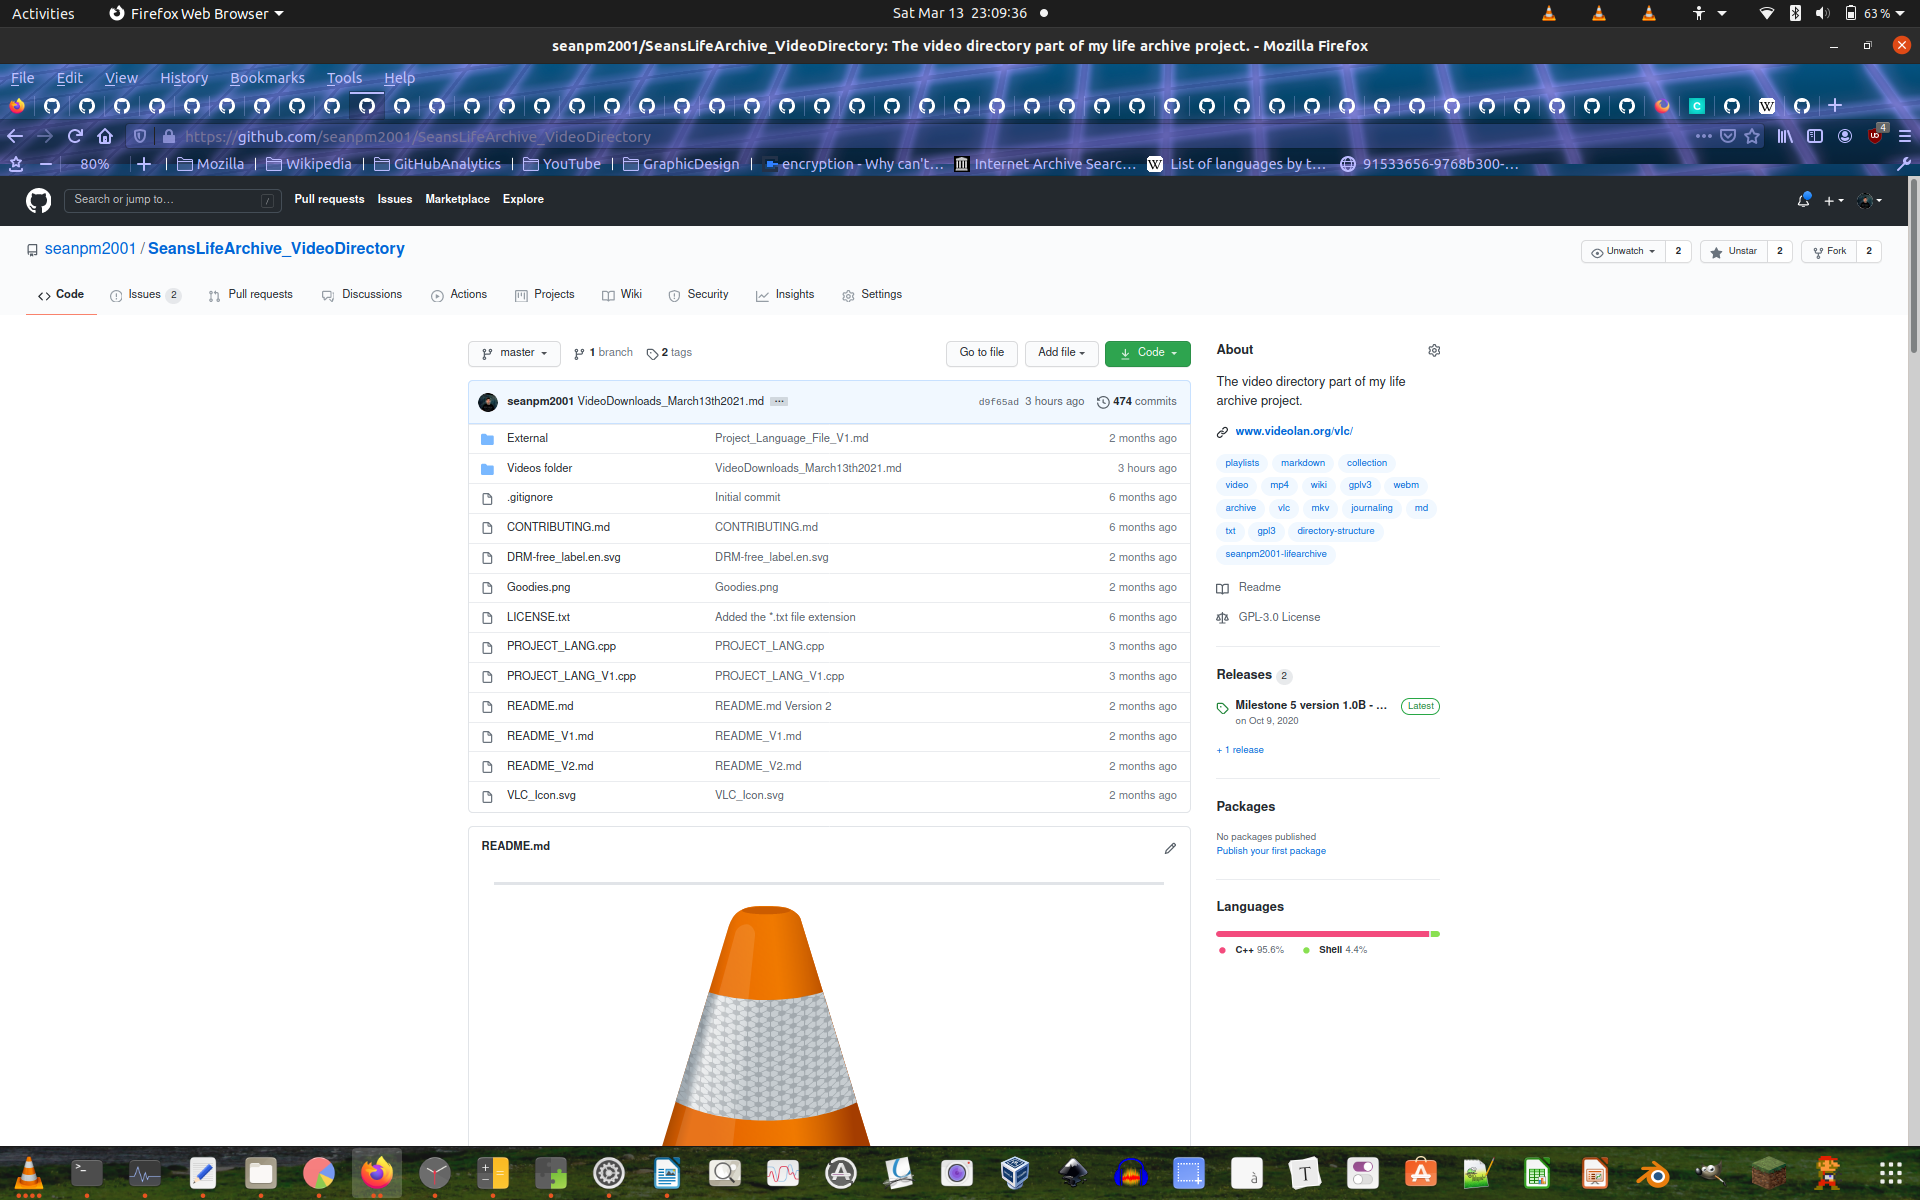 Activities Firefox Web Browser Sat Mar 13 23:09:36 63 %
seanpm2001/SeansLifeArchive_VideoDirectory: The video directory part of my life archive project. - Mozilla Firefox
File Edit View History Bookmarks Tools Help
https://github.com/seanpm2001/SeansLifeArchive_VideoDirectory 4
80% Mozilla Wikipedia GitHubAnalytics YouTube GraphicDesign encryption - Why can't... Internet Archive Searc... List of languages by t... 91533656-9768b300-...
Search or jump to... / Pull requests Issues Marketplace Explore
seanpm2001 / SeansLifeArchive_VideoDirectory Unwatch 2 Unstar 2 Fork 2
Code Issues 2 Pull requests Discussions Actions Projects Wiki Security Insights Settings
master 1 branch 2 tags Go to file Add file Code
seanpm2001 VideoDownloads_March13th2021.md d9f65ad 3 hours ago 474 commits
External Project_Language_File_V1.md 2 months ago
Videos folder VideoDownloads_March13th2021.md 3 hours ago
.gitignore Initial commit 6 months ago
CONTRIBUTING.md CONTRIBUTING.md 6 months ago
DRM-free_label.en.svg DRM-free_label.en.svg 2 months ago
Goodies.png Goodies.png 2 months ago
LICENSE.txt Added the *.txt file extension 6 months ago
PROJECT_LANG.cpp PROJECT_LANG.cpp 3 months ago
PROJECT_LANG_V1.cpp PROJECT_LANG_V1.cpp 3 months ago
README.md README.md Version 2 2 months ago
README_V1.md README_V1.md 2 months ago
README_V2.md README_V2.md 2 months ago
VLC_Icon.svg VLC_Icon.svg 2 months ago
README.md
About
The video directory part of my life
archive project.
www.videolan.org/vlc/
playlists markdown collection
video mp4 wiki gplv3 webm
archive vlc mkv journaling md
txt gpl3 directory-structure
seanpm2001-lifearchive
Readme
GPL-3.0 License
Releases 2
Milestone 5 version 1.0B - ... Latest
on Oct 9, 2020
+ 1 release
Packages
No packages published
Publish your first package
Languages
C++ 95.6% Shell 4.4%